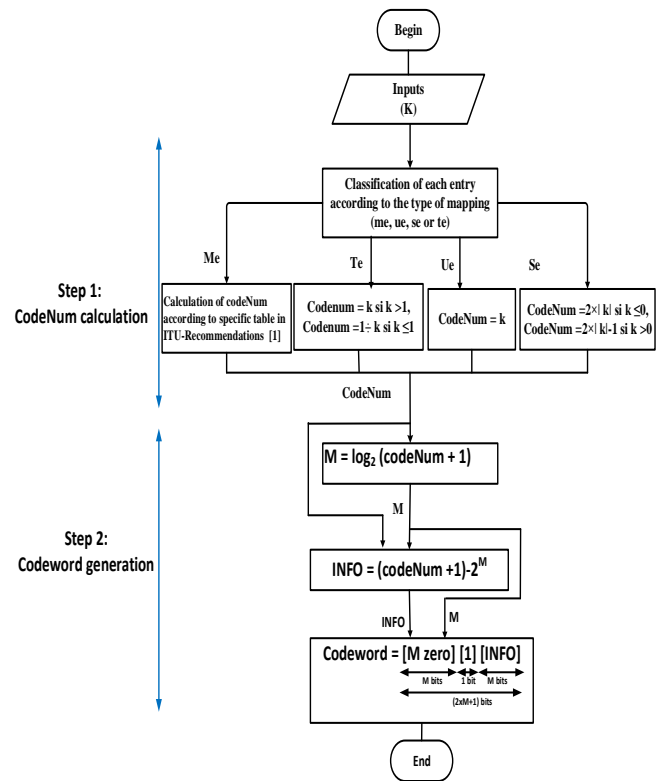 Begin
Inputs
(K)
Classification of each entry
according to the type of mapping
(me, ue, se or te)
Me
Te
Ue
Se
Step 1:
CodeNum calculation
Calculation of codeNum
according to specific table in
ITU-Recommendations [1]
Codenum = k si k >1,
Codenum =1÷ k si k ≤1
CodeNum = k
CodeNum =2×| k| si k ≤0,
CodeNum =2×| k|-1 si k >0
CodeNum
M = log₂ (codeNum + 1)
M
Step 2:
Codeword generation
INFO = (codeNum +1)-2^M
INFO
M
Codeword = [M zero] [1] [INFO]
M bits
1 bit
M bits
(2xM+1) bits
End